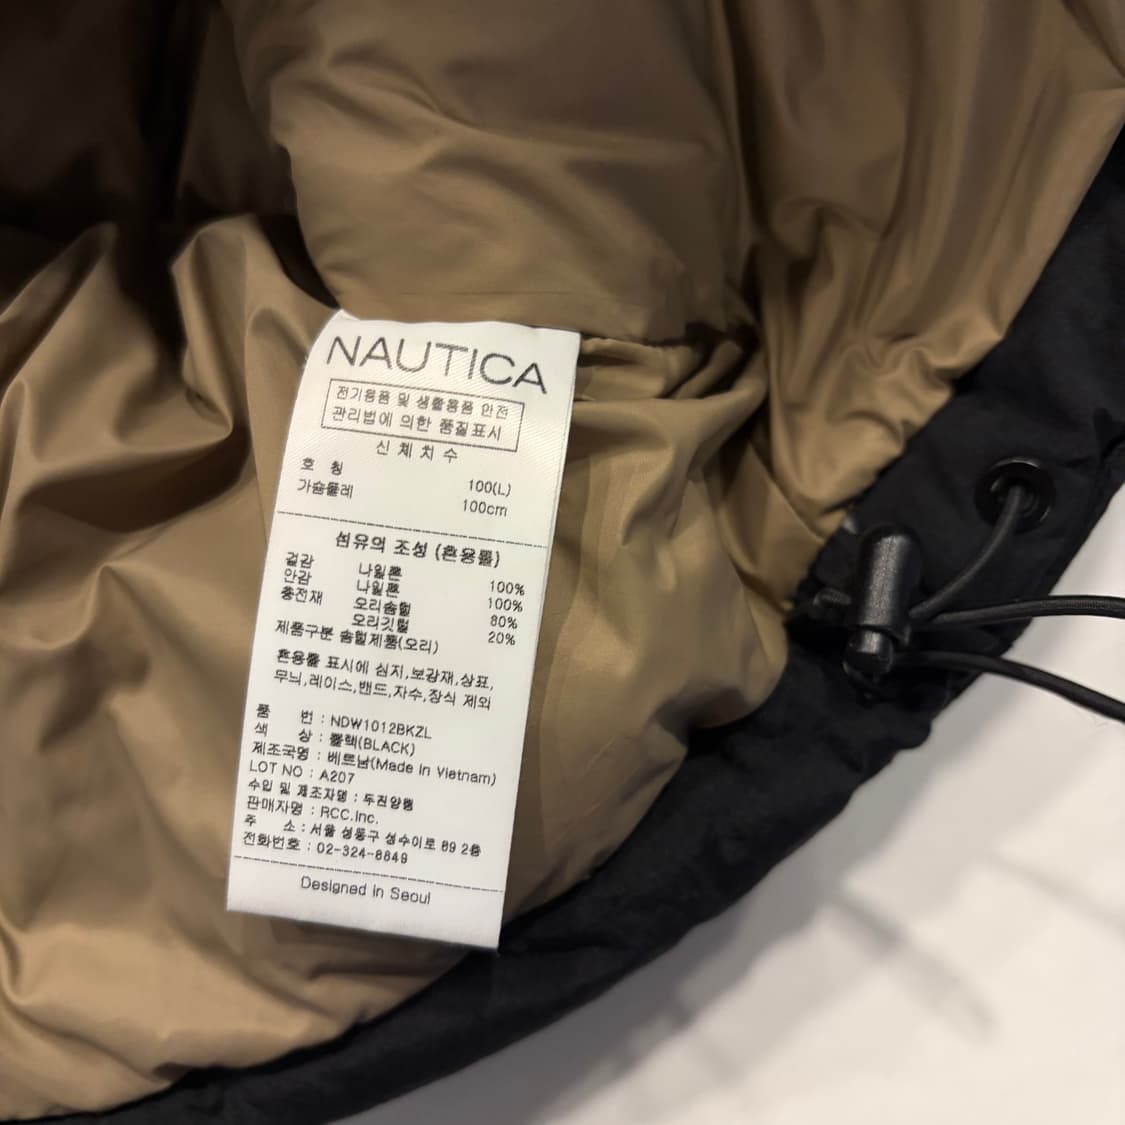 NAUTICA
전기용품 및 생활용품 안전
관리법에 의한 품질표시
신 체 치 수
호 칭 100(L)
가슴둘레 100cm
섬유의 조성 (혼용률)
겉감 나일론 100%
안감 나일론 100%
충전재 오리솜털 80%
오리깃털 20%
제품구분 솜털제품(오리)
혼용률 표시에 심지,보강재,상표,
무늬,레이스,밴드,자수,장식 제외
품 번 : NDW1012BKZL
색 상 : 블랙(BLACK)
제조국명 : 베트남(Made in Vietnam)
LOT NO : A207
수입 및 제조자명 : 두진양행
판매자명 : RCC.Inc.
주 소 : 서울 성동구 성수이로 89 2층
전화번호 : 02-324-8849
Designed in Seoul